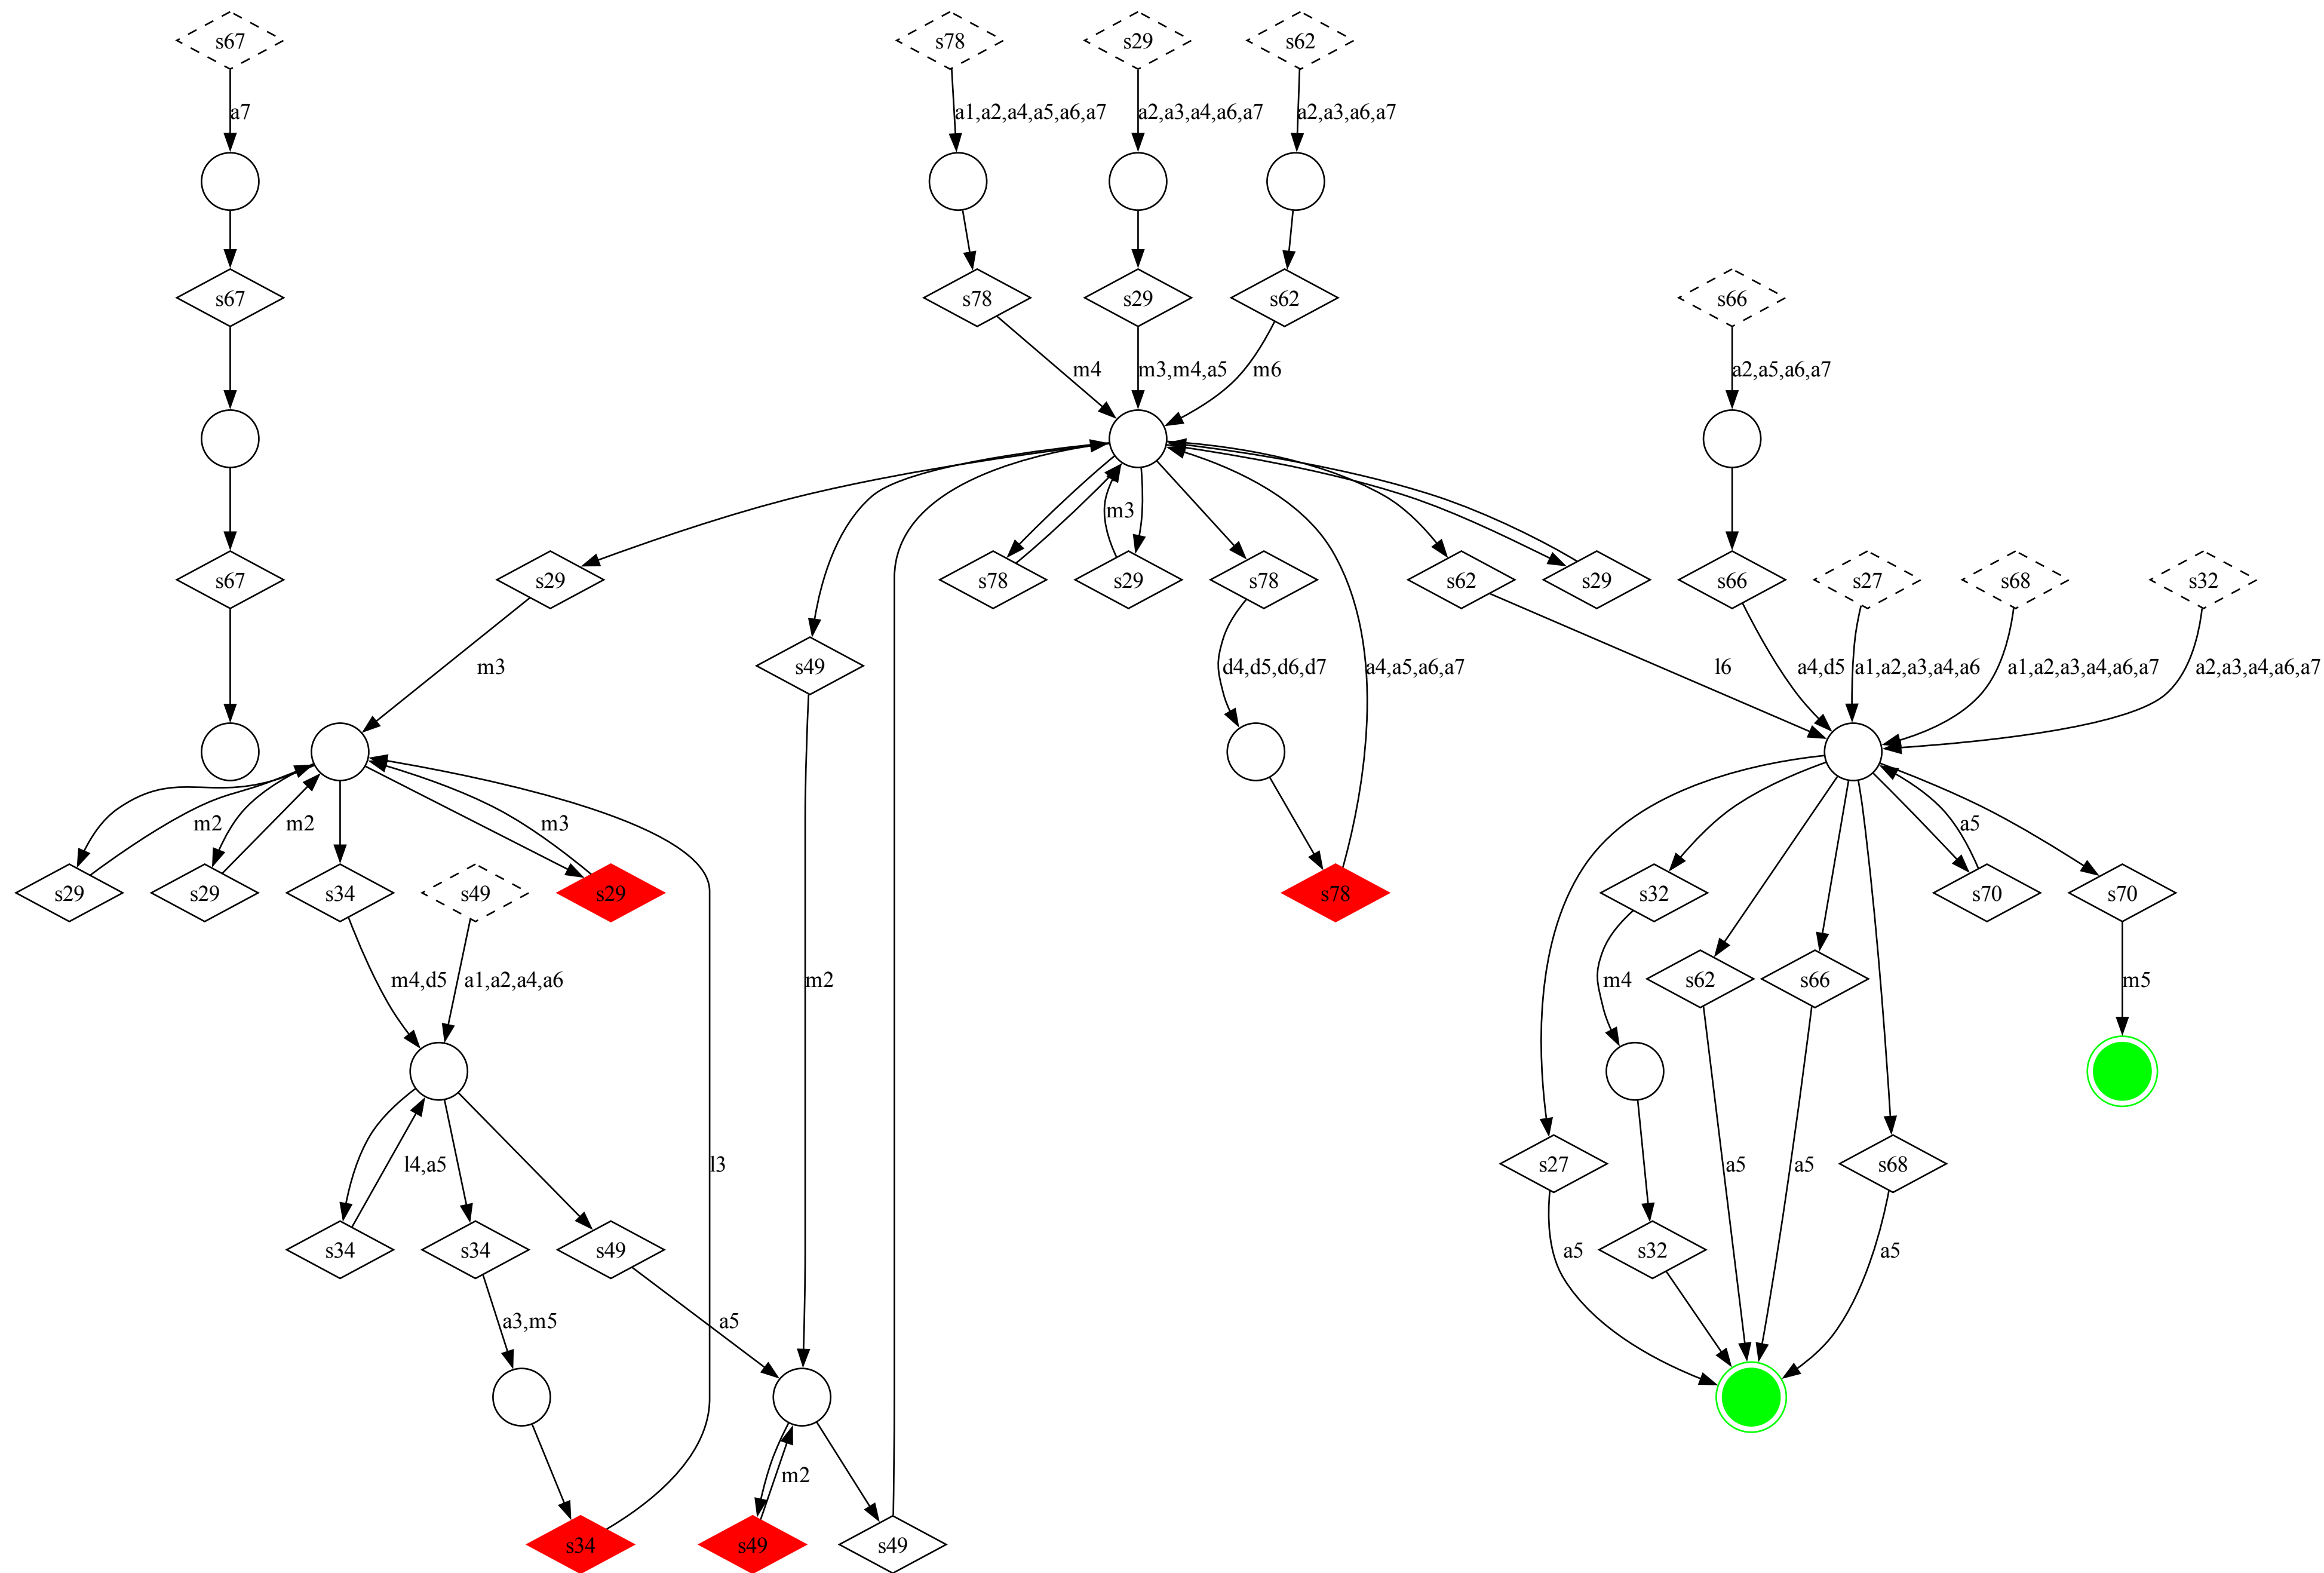 s67 s78 s29 s62
a7 a1,a2,a4,a5,a6,a7 a2,a3,a4,a6,a7 a2,a3,a6,a7
s67 s78 s29 s62 s66
m4 m3,m4,a5 m6 a2,a5,a6,a7
m3
s67 s29 s78 s29 s78 s62 s29 s66 s27 s68 s32
m3 s49 d4,d5,d6,d7 a4,a5,a6,a7 l6 a4,d5 a1,a2,a3,a4,a6 a1,a2,a3,a4,a6,a7 a2,a3,a4,a6,a7
m2 m2 m3 a5
s29 s29 s34 s49 s29 s78 s32 s70 s70
m4,d5 a1,a2,a4,a6 m2 m4 s62 s66 m5
l4,a5 l3 s27 a5 a5 s68
s34 s34 s49 a5 s32 a5
a3,m5 a5
m2
s34 s49 s49